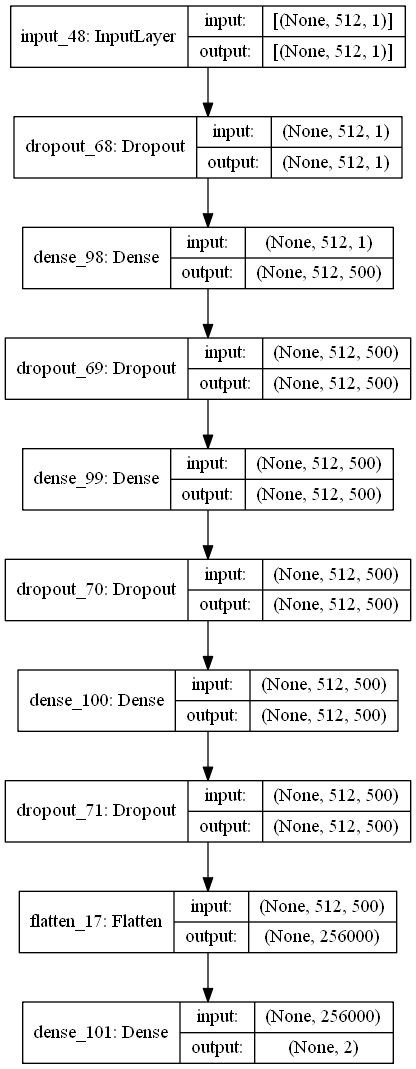 input_48: InputLayer input: [(None, 512, 1)]
output: [(None, 512, 1)]
dropout_68: Dropout input: (None, 512, 1)
output: (None, 512, 1)
dense_98: Dense input: (None, 512, 1)
output: (None, 512, 500)
dropout_69: Dropout input: (None, 512, 500)
output: (None, 512, 500)
dense_99: Dense input: (None, 512, 500)
output: (None, 512, 500)
dropout_70: Dropout input: (None, 512, 500)
output: (None, 512, 500)
dense_100: Dense input: (None, 512, 500)
output: (None, 512, 500)
dropout_71: Dropout input: (None, 512, 500)
output: (None, 512, 500)
flatten_17: Flatten input: (None, 512, 500)
output: (None, 256000)
dense_101: Dense input: (None, 256000)
output: (None, 2)